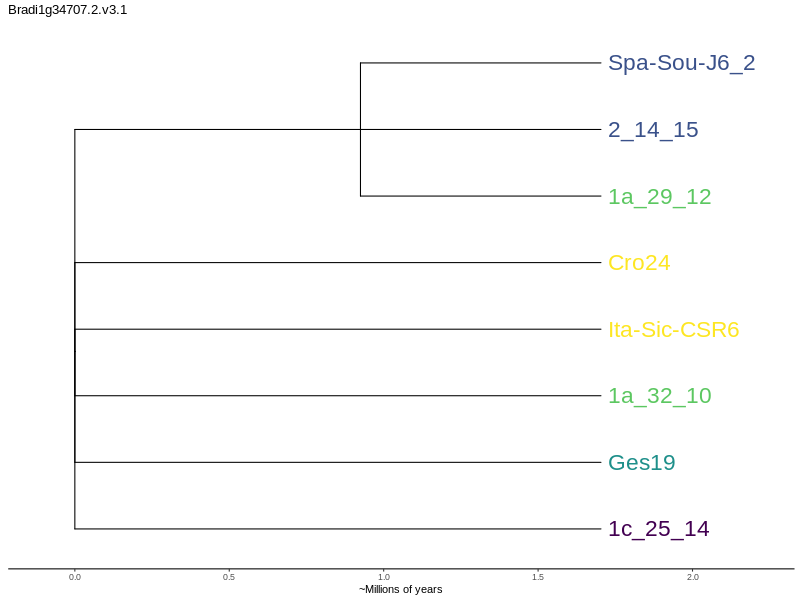 Bradi1g34707.2.v3.1
Spa-Sou-J6_2
2_14_15
1a_29_12
Cro24
Ita-Sic-CSR6
1a_32_10
Ges19
1c_25_14
0.0 0.5 1.0 1.5 2.0
~Millions of years